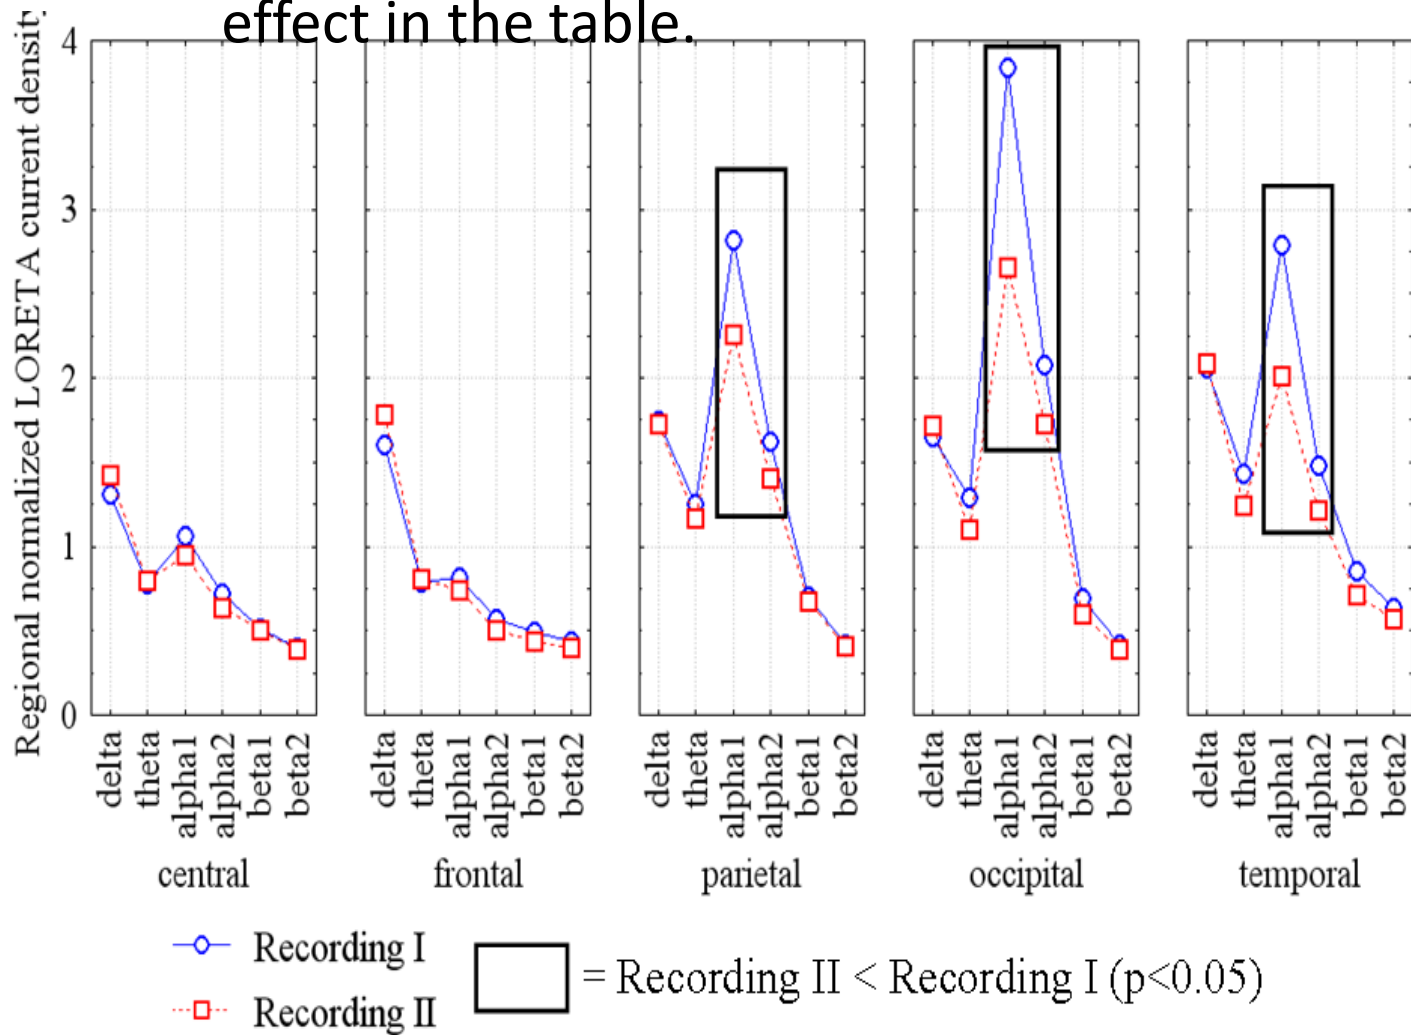 effect in the table.
Regional normalized LORETA current density
4
3
2
1
0
delta theta alpha1 alpha2 beta1 beta2
delta theta alpha1 alpha2 beta1 beta2
delta theta alpha1 alpha2 beta1 beta2
delta theta alpha1 alpha2 beta1 beta2
delta theta alpha1 alpha2 beta1 beta2
central frontal parietal occipital temporal
Recording I
= Recording II < Recording I (p<0.05)
Recording II